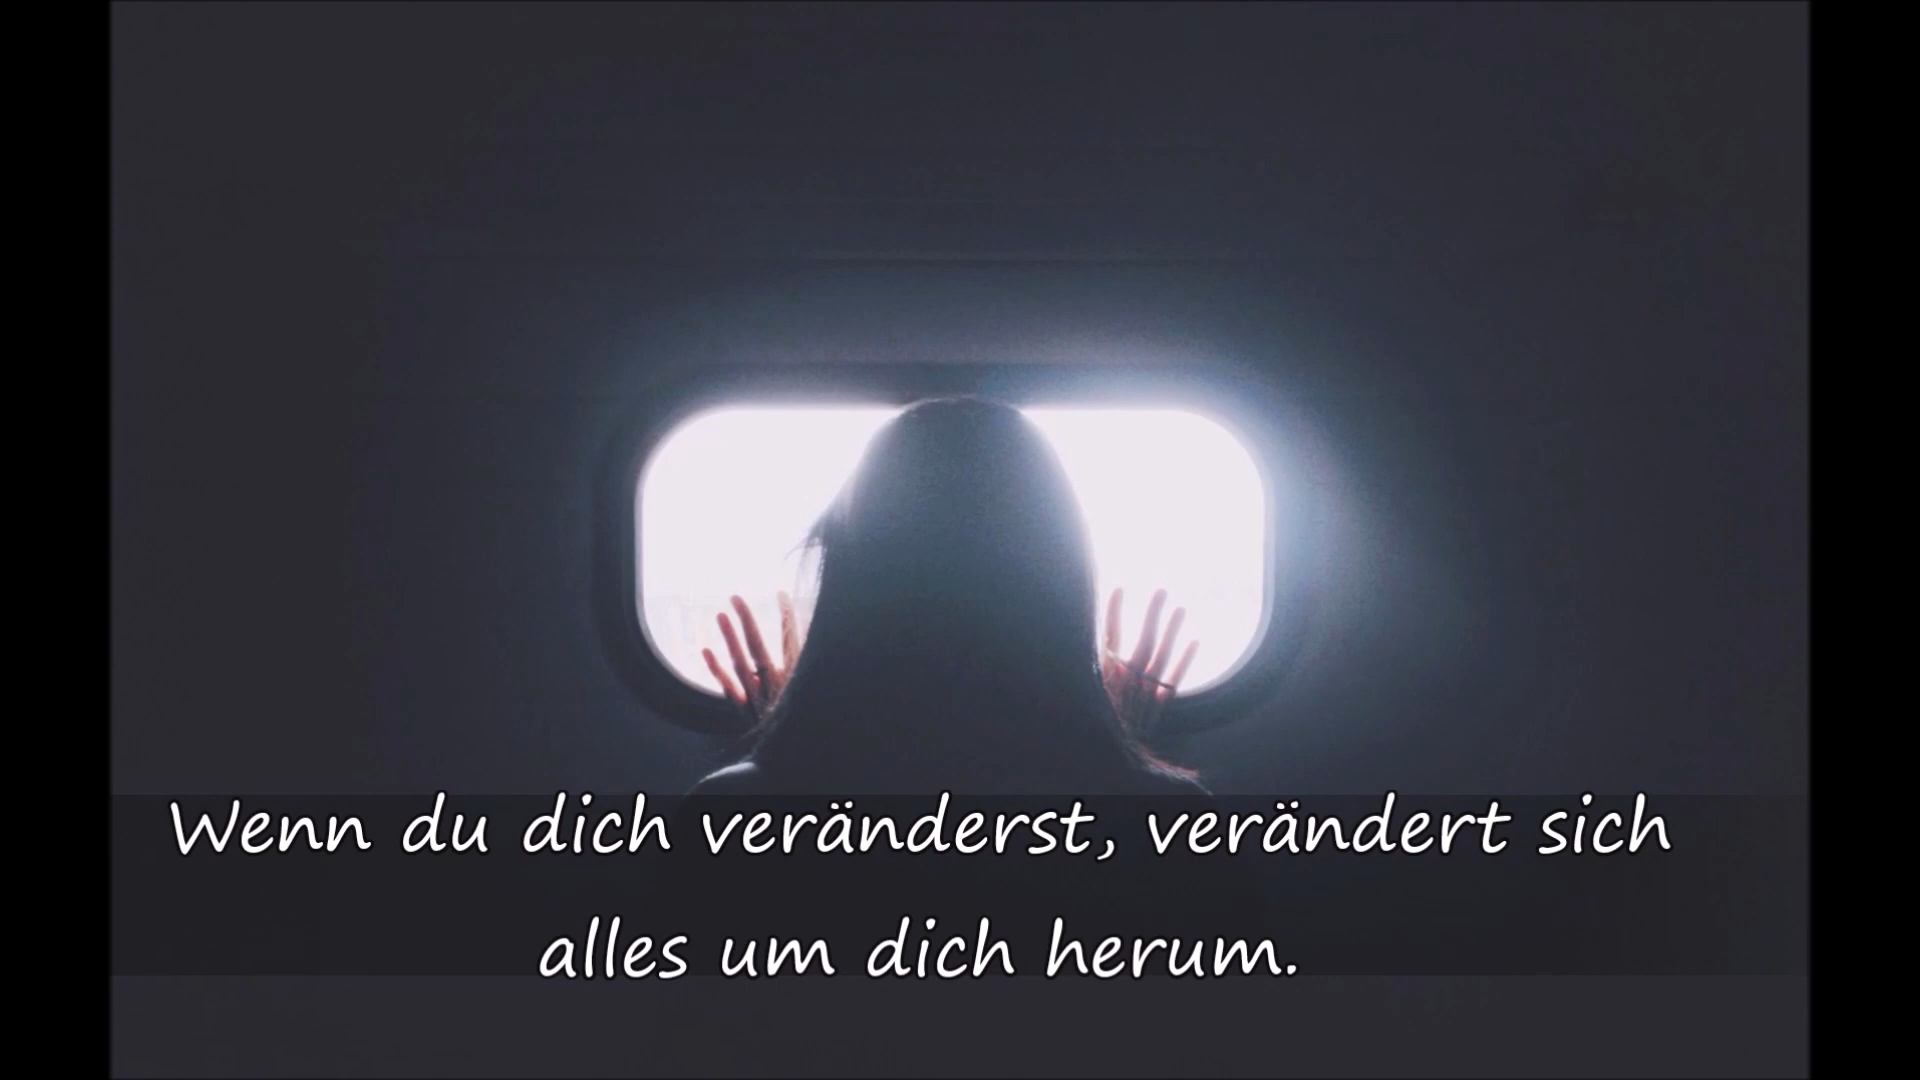 Wenn du dich veränderst, verändert sich
alles um dich herum.